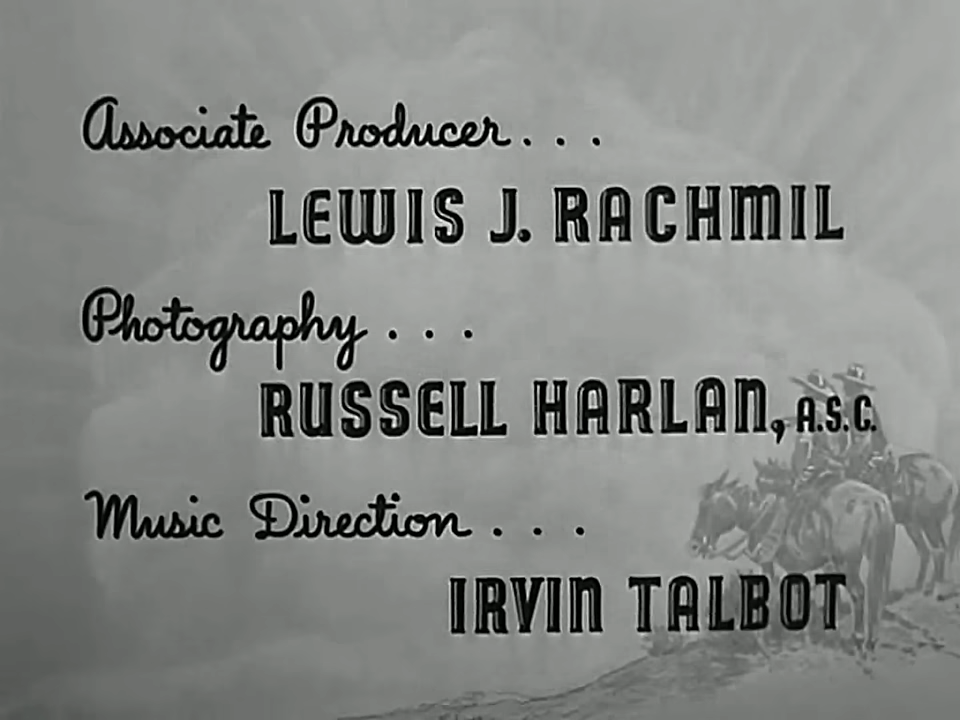 Associate Producer...
LEWIS J. RACHMIL
Photography...
RUSSELL HARLAN, A.S.C.
Music Direction...
IRVIN TALBOT